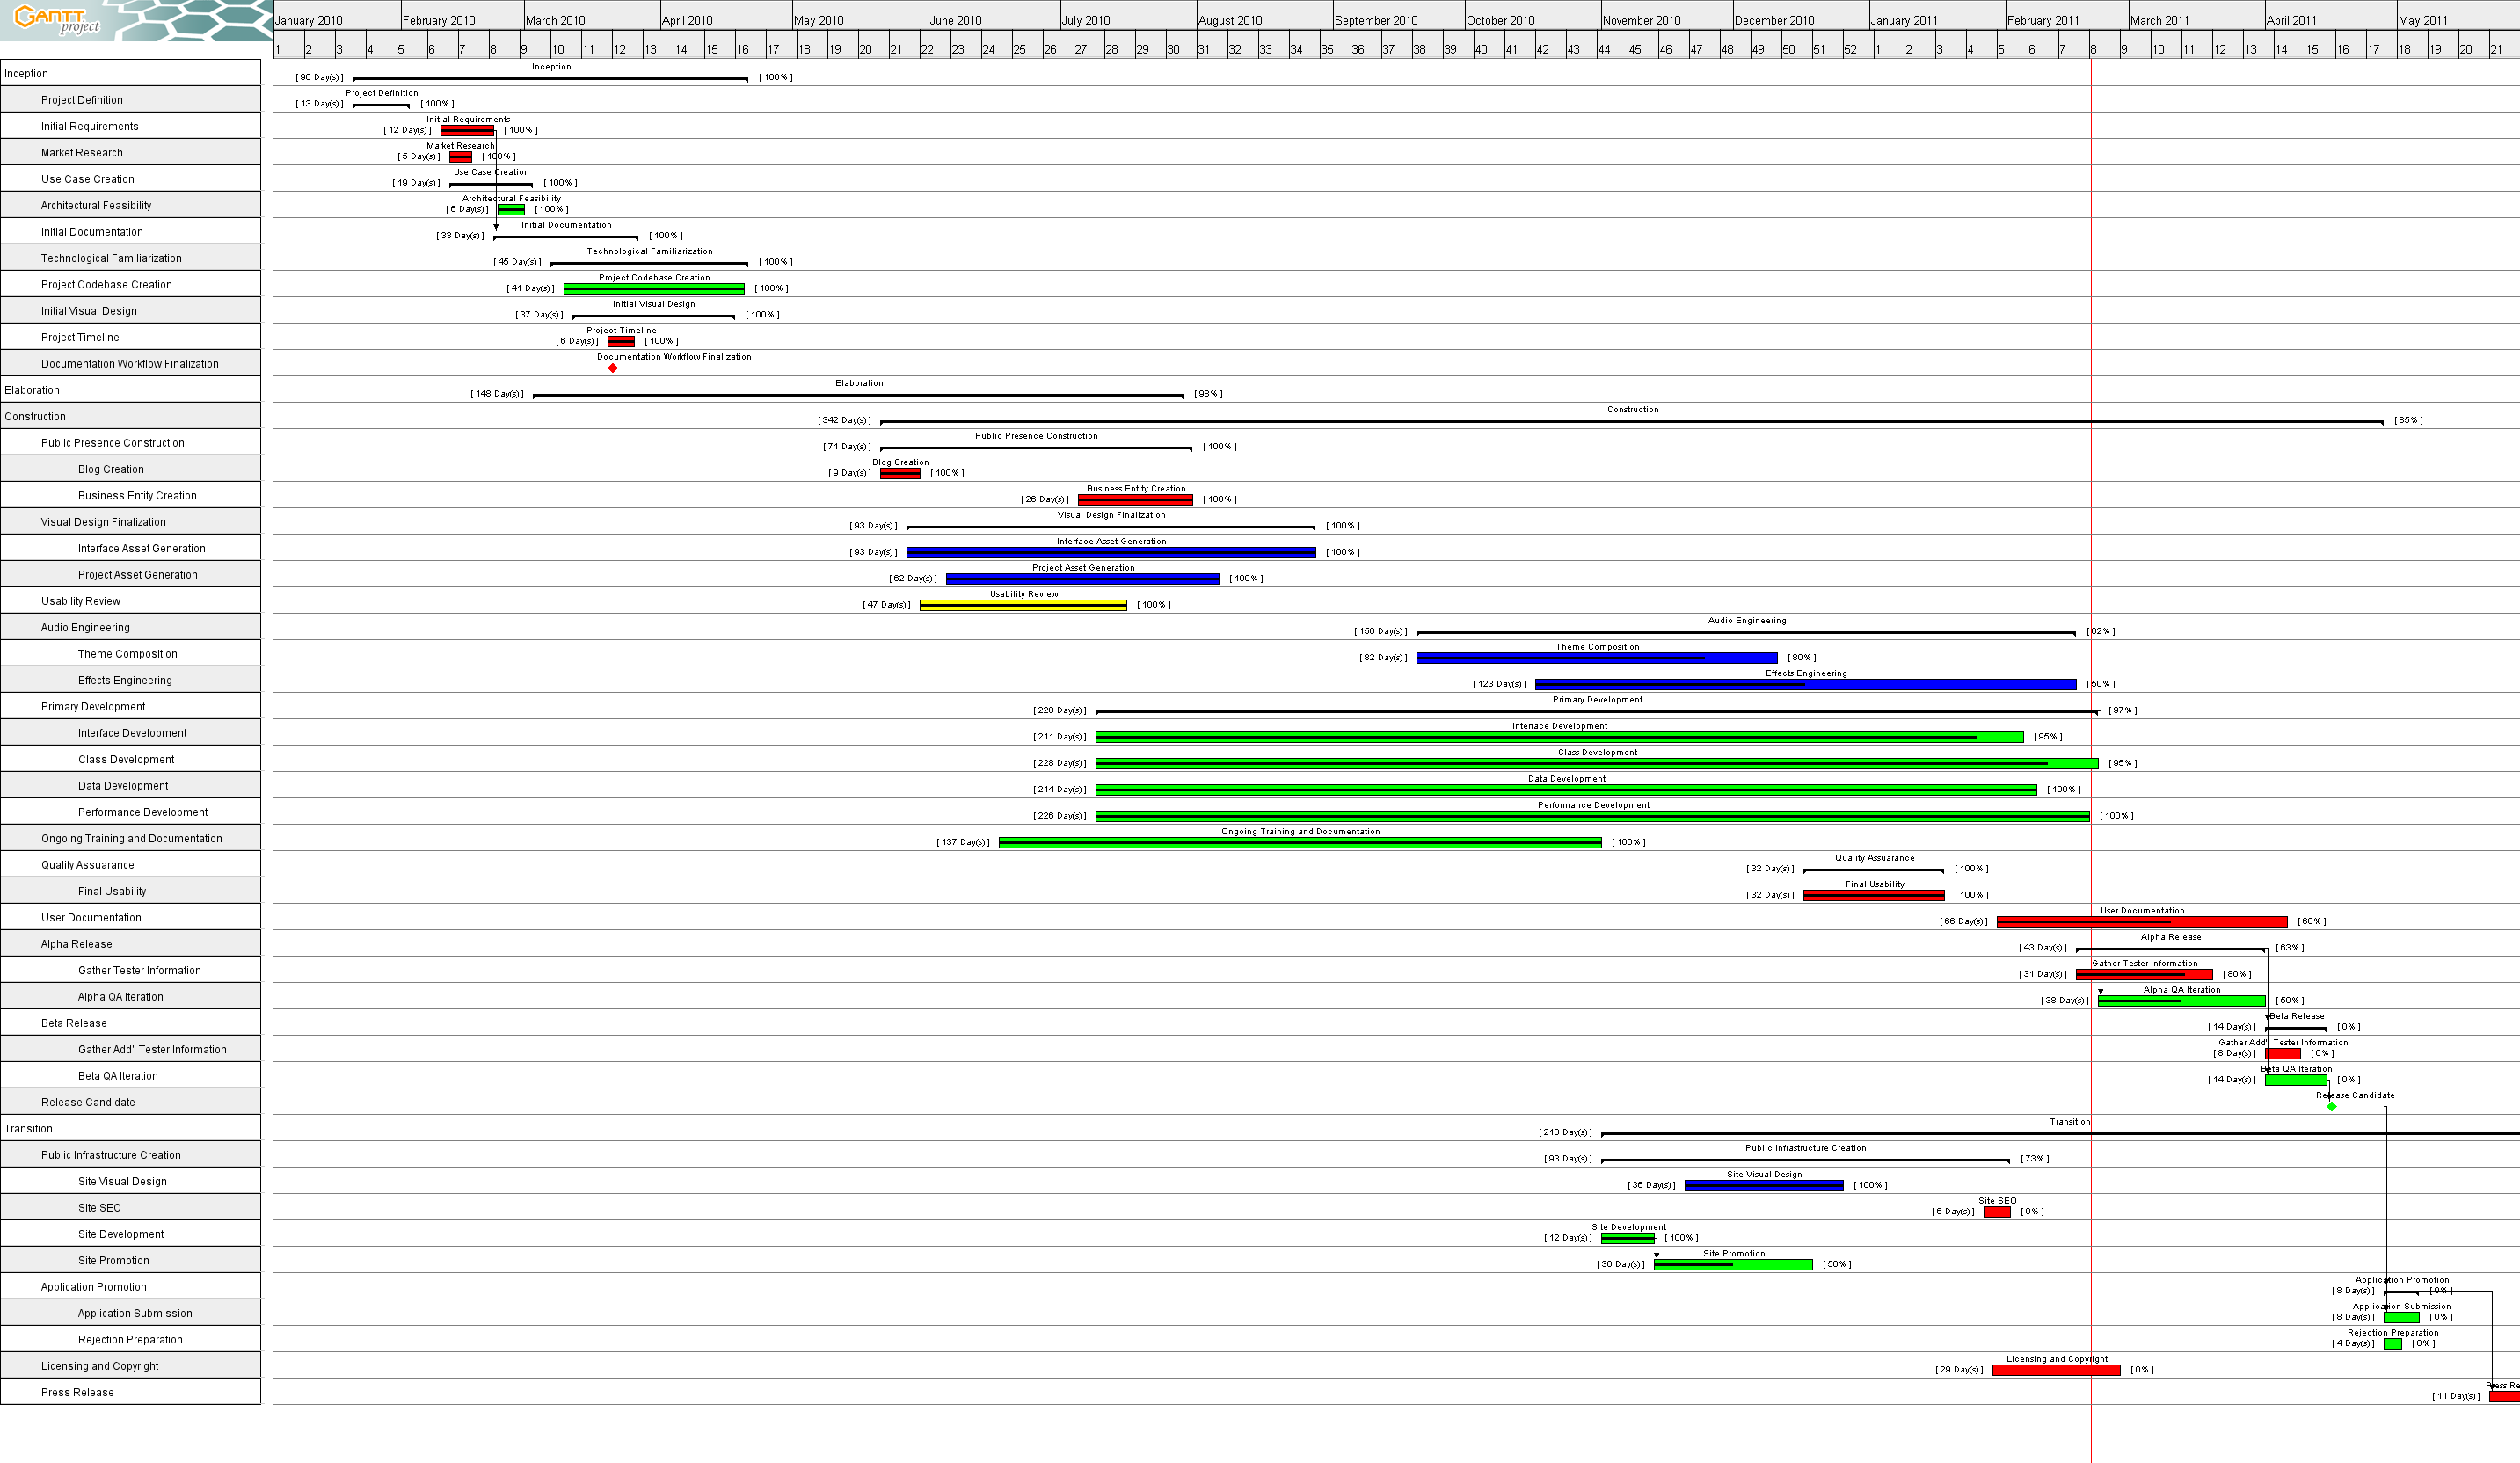 GANTT
project
January 2010 February 2010 March 2010 April 2010 May 2010 June 2010 July 2010 August 2010 September 2010 October 2010 November 2010 December 2010 January 2011 February 2011 March 2011 April 2011 May 2011
1 2 3 4 5 6 7 8 9 10 11 12 13 14 15 16 17 18 19 20 21 22 23 24 25 26 27 28 29 30 31 32 33 34 35 36 37 38 39 40 41 42 43 44 45 46 47 48 49 50 51 52 1 2 3 4 5 6 7 8 9 10 11 12 13 14 15 16 17 18 19 20 21
Inception
Inception [ 90 Day(s) ] [ 100% ]
Project Definition
Project Definition [ 13 Day(s) ] [ 100% ]
Initial Requirements
Initial Requirements [ 12 Day(s) ] [ 100% ]
Market Research
Market Research [ 5 Day(s) ] [ 100% ]
Use Case Creation
Use Case Creation [ 19 Day(s) ] [ 100% ]
Architectural Feasibility
Architectural Feasibility [ 6 Day(s) ] [ 100% ]
Initial Documentation
Initial Documentation [ 33 Day(s) ] [ 100% ]
Technological Familiarization
Technological Familiarization [ 45 Day(s) ] [ 100% ]
Project Codebase Creation
Project Codebase Creation [ 41 Day(s) ] [ 100% ]
Initial Visual Design
Initial Visual Design [ 37 Day(s) ] [ 100% ]
Project Timeline
Project Timeline [ 6 Day(s) ] [ 100% ]
Documentation Workflow Finalization
Documentation Workflow Finalization
Elaboration
Elaboration [ 148 Day(s) ] [ 98% ]
Construction
Construction [ 342 Day(s) ] [ 85% ]
Public Presence Construction
Public Presence Construction [ 71 Day(s) ] [ 100% ]
Blog Creation
Blog Creation [ 9 Day(s) ] [ 100% ]
Business Entity Creation
Business Entity Creation [ 26 Day(s) ] [ 100% ]
Visual Design Finalization
Visual Design Finalization [ 93 Day(s) ] [ 100% ]
Interface Asset Generation
Interface Asset Generation [ 93 Day(s) ] [ 100% ]
Project Asset Generation
Project Asset Generation [ 62 Day(s) ] [ 100% ]
Usability Review
Usability Review [ 47 Day(s) ] [ 100% ]
Audio Engineering
Audio Engineering [ 150 Day(s) ] [ 62% ]
Theme Composition
Theme Composition [ 82 Day(s) ] [ 80% ]
Effects Engineering
Effects Engineering [ 123 Day(s) ] [ 50% ]
Primary Development
Primary Development [ 228 Day(s) ] [ 97% ]
Interface Development
Interface Development [ 211 Day(s) ] [ 95% ]
Class Development
Class Development [ 228 Day(s) ] [ 95% ]
Data Development
Data Development [ 214 Day(s) ] [ 100% ]
Performance Development
Performance Development [ 226 Day(s) ] [ 100% ]
Ongoing Training and Documentation
Ongoing Training and Documentation [ 137 Day(s) ] [ 100% ]
Quality Assuarance
Quality Assuarance [ 32 Day(s) ] [ 100% ]
Final Usability
Final Usability [ 32 Day(s) ] [ 100% ]
User Documentation
User Documentation [ 66 Day(s) ] [ 60% ]
Alpha Release
Alpha Release [ 43 Day(s) ] [ 63% ]
Gather Tester Information
Gather Tester Information [ 31 Day(s) ] [ 80% ]
Alpha QA Iteration
Alpha QA Iteration [ 38 Day(s) ] [ 50% ]
Beta Release
Beta Release [ 14 Day(s) ] [ 0% ]
Gather Add'l Tester Information
Gather Add'l Tester Information [ 8 Day(s) ] [ 0% ]
Beta QA Iteration
Beta QA Iteration [ 14 Day(s) ] [ 0% ]
Release Candidate
Release Candidate
Transition
Transition [ 213 Day(s) ]
Public Infrastructure Creation
Public Infrastructure Creation [ 93 Day(s) ] [ 73% ]
Site Visual Design
Site Visual Design [ 36 Day(s) ] [ 100% ]
Site SEO
Site SEO [ 6 Day(s) ] [ 0% ]
Site Development
Site Development [ 12 Day(s) ] [ 100% ]
Site Promotion
Site Promotion [ 36 Day(s) ] [ 50% ]
Application Promotion
Application Promotion [ 8 Day(s) ] [ 0% ]
Application Submission
Application Submission [ 8 Day(s) ] [ 0% ]
Rejection Preparation
Rejection Preparation [ 4 Day(s) ] [ 0% ]
Licensing and Copyright
Licensing and Copyright [ 29 Day(s) ] [ 0% ]
Press Release
Press Re [ 11 Day(s) ]